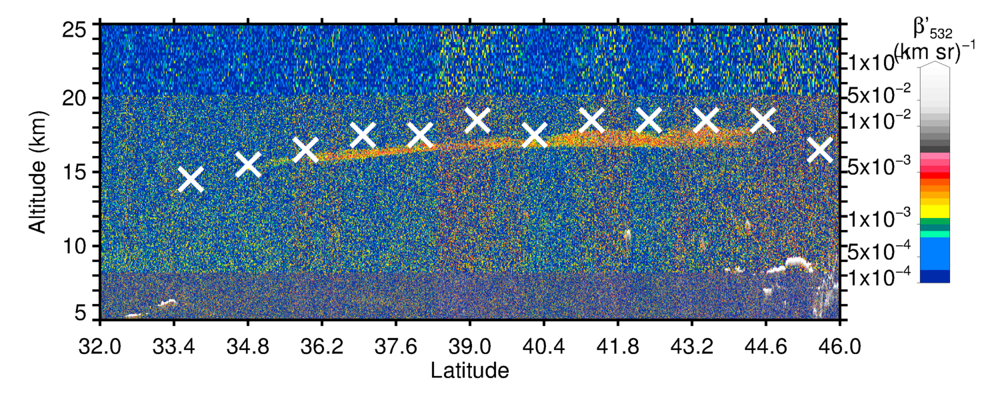 β'532
(km sr)−1
25
20
15
10
5
Altitude (km)
1x10
5x10−2
1x10−2
5x10−3
1x10−3
5x10−4
1x10−4
32.0 33.4 34.8 36.2 37.6 39.0 40.4 41.8 43.2 44.6 46.0
Latitude